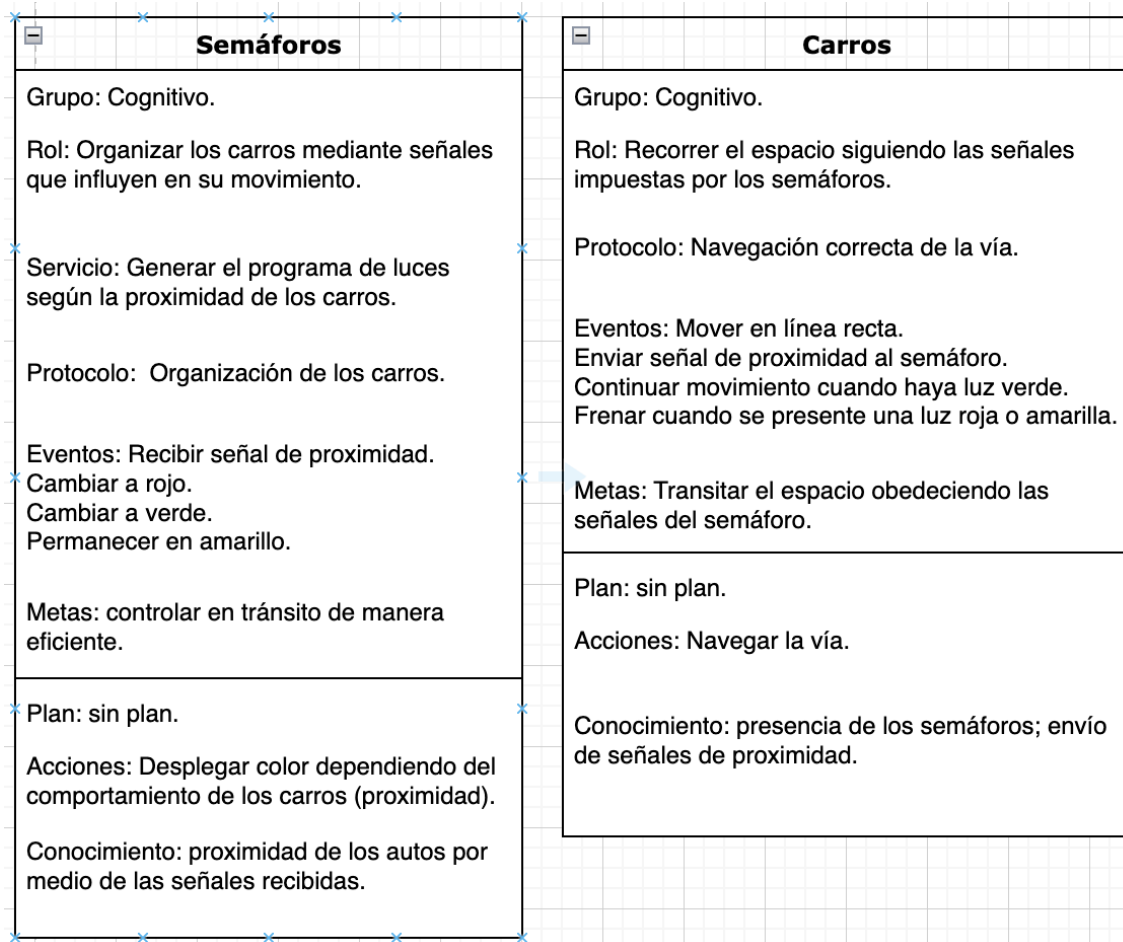 Semáforos
Grupo: Cognitivo.
Rol: Organizar los carros mediante señales
que influyen en su movimiento.
Servicio: Generar el programa de luces
según la proximidad de los carros.
Protocolo:  Organización de los carros.
Eventos: Recibir señal de proximidad.
Cambiar a rojo.
Cambiar a verde.
Permanecer en amarillo.
Metas: controlar en tránsito de manera
eficiente.
Plan: sin plan.
Acciones: Desplegar color dependiendo del
comportamiento de los carros (proximidad).
Conocimiento: proximidad de los autos por
medio de las señales recibidas.
Carros
Grupo: Cognitivo.
Rol: Recorrer el espacio siguiendo las señales
impuestas por los semáforos.
Protocolo: Navegación correcta de la vía.
Eventos: Mover en línea recta.
Enviar señal de proximidad al semáforo.
Continuar movimiento cuando haya luz verde.
Frenar cuando se presente una luz roja o amarilla.
Metas: Transitar el espacio obedeciendo las
señales del semáforo.
Plan: sin plan.
Acciones: Navegar la vía.
Conocimiento: presencia de los semáforos; envío
de señales de proximidad.